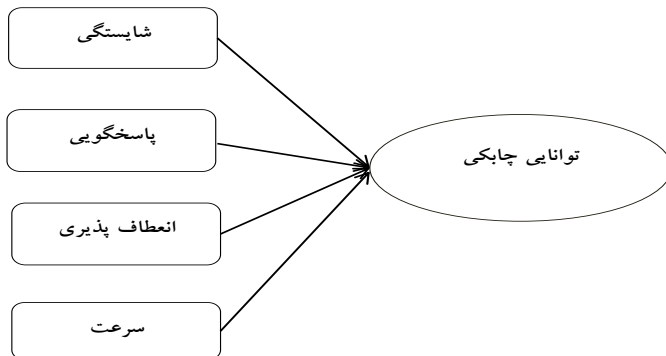 شایستگی
پاسخگویی
توانایی چابکی
انعطاف پذیری
سرعت